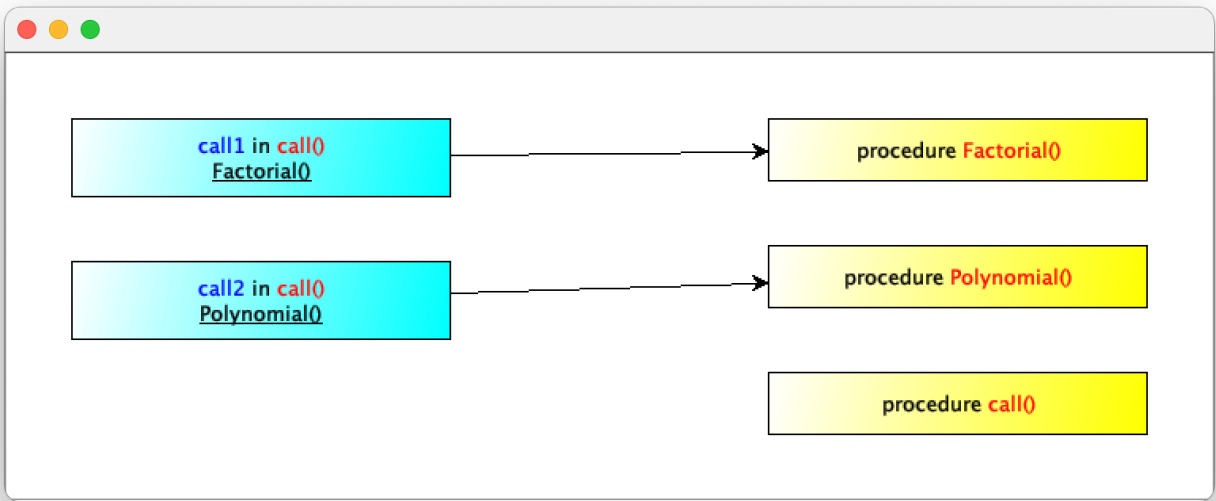 call1 in call()
Factorial()
procedure Factorial()
call2 in call()
Polynomial()
procedure Polynomial()
procedure call()